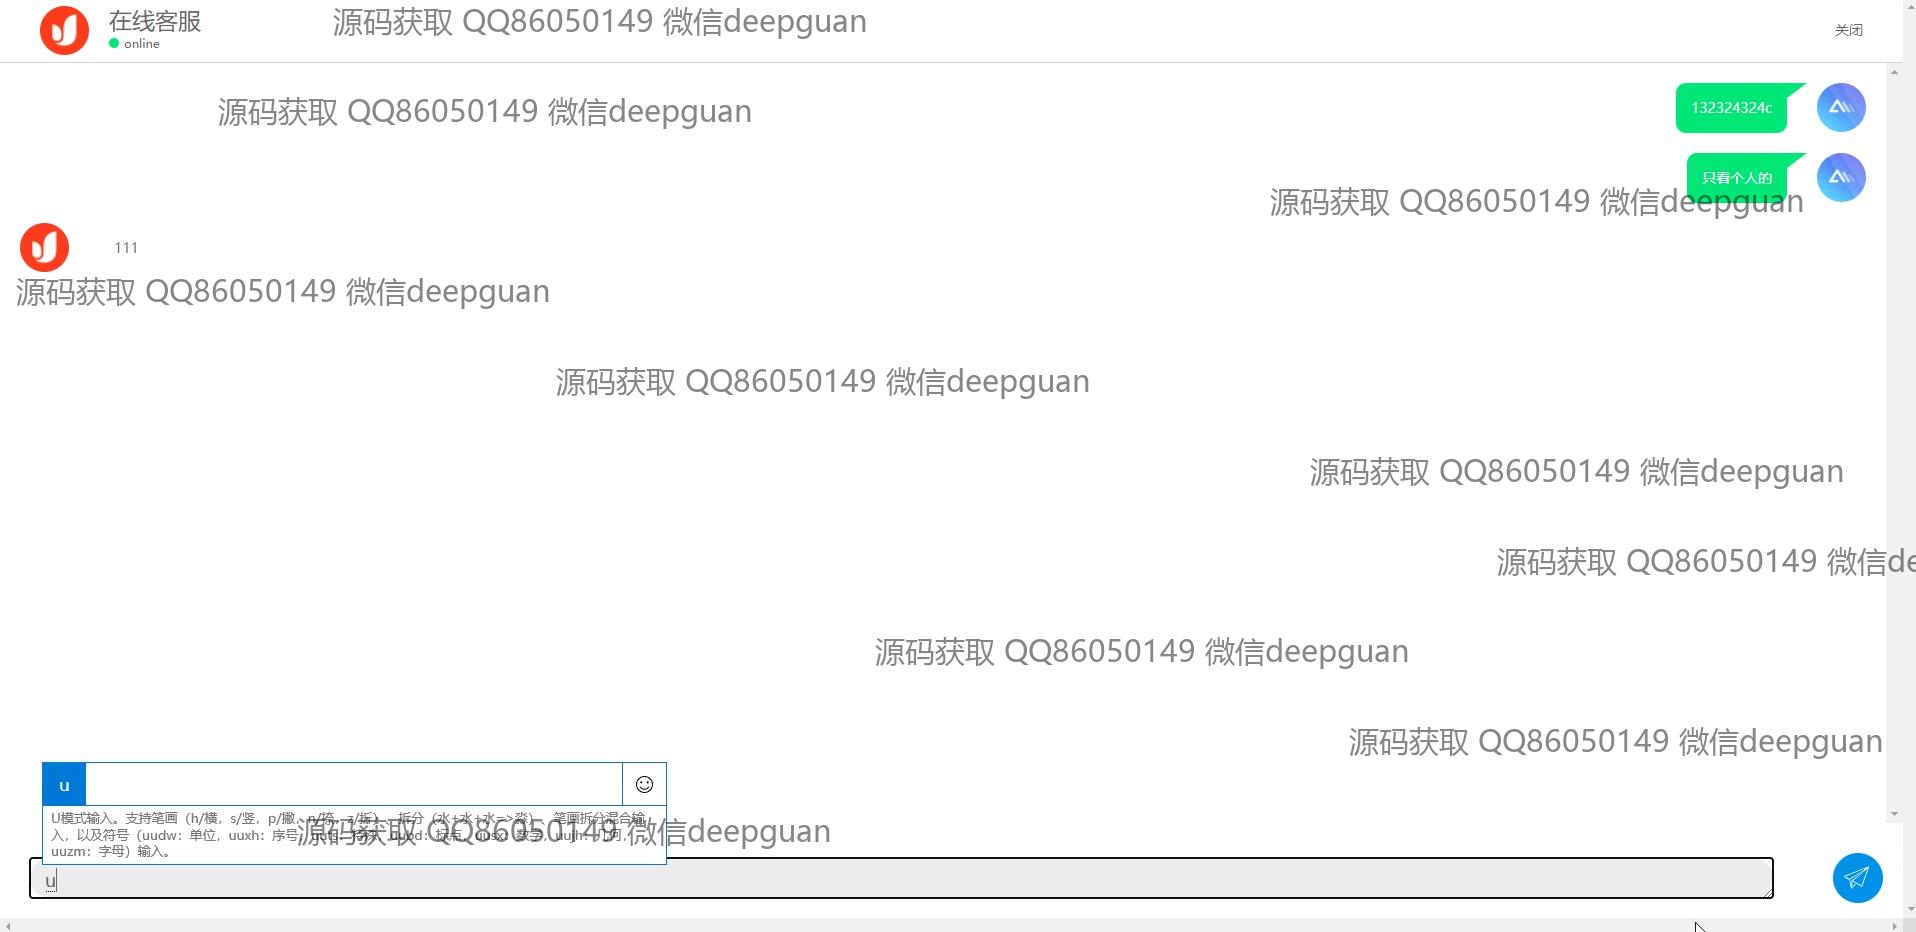 在线客服
online
源码获取 QQ86050149 微信deepguan
关闭
源码获取 QQ86050149 微信deepguan
132324324c
只看个人的
源码获取 QQ86050149 微信deepguan
111
源码获取 QQ86050149 微信deepguan
源码获取 QQ86050149 微信deepguan
源码获取 QQ86050149 微信deepguan
源码获取 QQ86050149 微信de
源码获取 QQ86050149 微信deepguan
源码获取 QQ86050149 微信deepguan
u
U模式输入。支持笔画（h/横，s/竖，p/撇，n/捺，z/折）、拆分（水+水+水=>淼）、笔画拆分混合输
入，以及符号（uudw：单位，uuxh：序号，uuts：特殊，uubd：标点，uusx：数学，uujh：几何，
uuzm：字母）输入。
源码获取 QQ86050149 微信deepguan
u